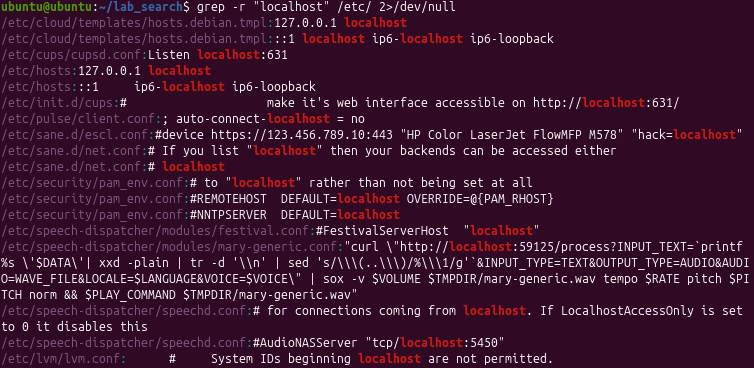 ubuntu@ubuntu:~/lab_search$ grep -r "localhost" /etc/ 2>/dev/null
/etc/cloud/templates/hosts.debian.tmpl:127.0.0.1 localhost
/etc/cloud/templates/hosts.debian.tmpl:::1 localhost ip6-localhost ip6-loopback
/etc/cups/cupsd.conf:Listen localhost:631
/etc/hosts:127.0.0.1 localhost
/etc/hosts:::1     ip6-localhost ip6-loopback
/etc/init.d/cups:#                    make it's web interface accessible on http://localhost:631/
/etc/pulse/client.conf:; auto-connect-localhost = no
/etc/sane.d/escl.conf:#device https://123.456.789.10:443 "HP Color LaserJet FlowMFP M578" "hack=localhost"
/etc/sane.d/net.conf:# If you list "localhost" then your backends can be accessed either
/etc/sane.d/net.conf:# localhost
/etc/security/pam_env.conf:# to "localhost" rather than not being set at all
/etc/security/pam_env.conf:#REMOTEHOST  DEFAULT=localhost OVERRIDE=@{PAM_RHOST}
/etc/security/pam_env.conf:#NNTPSERVER  DEFAULT=localhost
/etc/speech-dispatcher/modules/festival.conf:#FestivalServerHost  "localhost"
/etc/speech-dispatcher/modules/mary-generic.conf:"curl \"http://localhost:59125/process?INPUT_TEXT=`printf
%s \'$DATA\'| xxd -plain | tr -d '\\n' | sed 's/\\\(..\\\)/%\\\1/g'`&INPUT_TYPE=TEXT&OUTPUT_TYPE=AUDIO&AUDI
O=WAVE_FILE&LOCALE=$LANGUAGE&VOICE=$VOICE\" | sox -v $VOLUME $TMPDIR/mary-generic.wav tempo $RATE pitch $PI
TCH norm && $PLAY_COMMAND $TMPDIR/mary-generic.wav"
/etc/speech-dispatcher/speechd.conf:# for connections coming from localhost. If LocalhostAccessOnly is set
to 0 it disables this
/etc/speech-dispatcher/speechd.conf:#AudioNASServer "tcp/localhost:5450"
/etc/lvm/lvm.conf:      #     System IDs beginning localhost are not permitted.